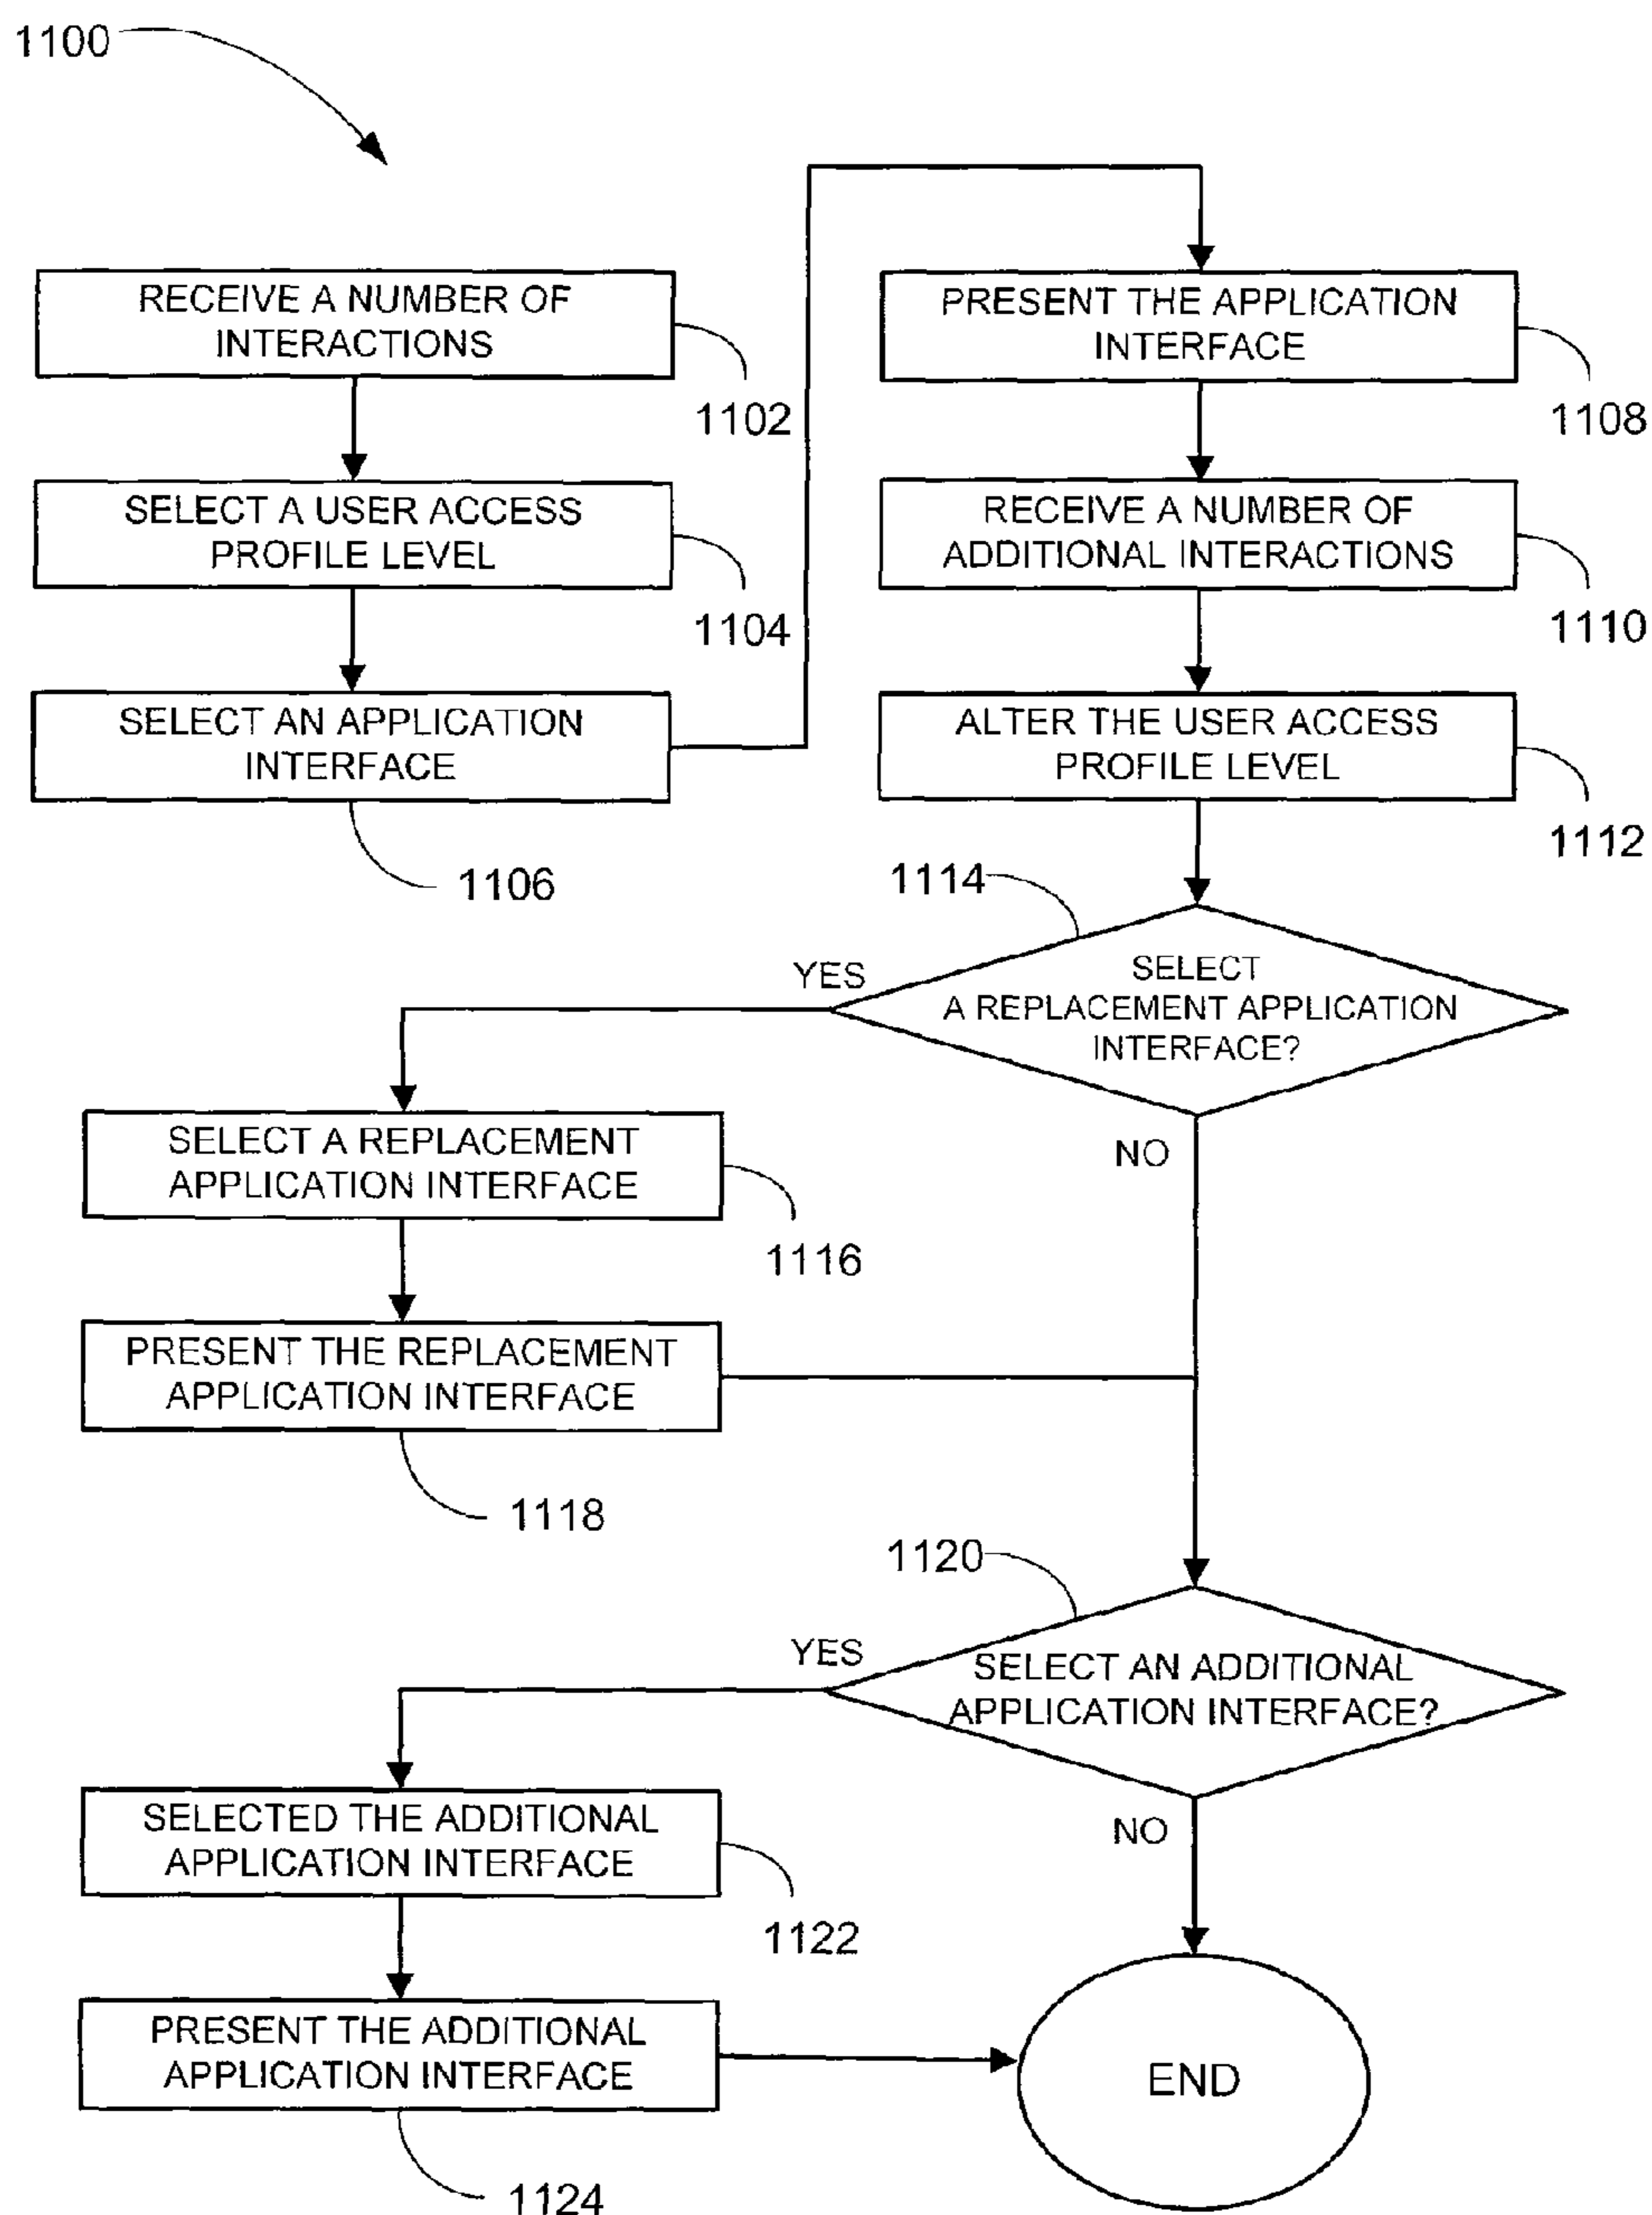 1100
RECEIVE A NUMBER OF
INTERACTIONS
1102
SELECT A USER ACCESS
PROFILE LEVEL
1104
SELECT AN APPLICATION
INTERFACE
1106
PRESENT THE APPLICATION
INTERFACE
1108
RECEIVE A NUMBER OF
ADDITIONAL INTERACTIONS
1110
ALTER THE USER ACCESS
PROFILE LEVEL
1112
1114
SELECT
A REPLACEMENT APPLICATION
INTERFACE?
YES
NO
SELECT A REPLACEMENT
APPLICATION INTERFACE
1116
PRESENT THE REPLACEMENT
APPLICATION INTERFACE
1118
1120
SELECT AN ADDITIONAL
APPLICATION INTERFACE?
YES
NO
SELECTED THE ADDITIONAL
APPLICATION INTERFACE
1122
PRESENT THE ADDITIONAL
APPLICATION INTERFACE
1124
END